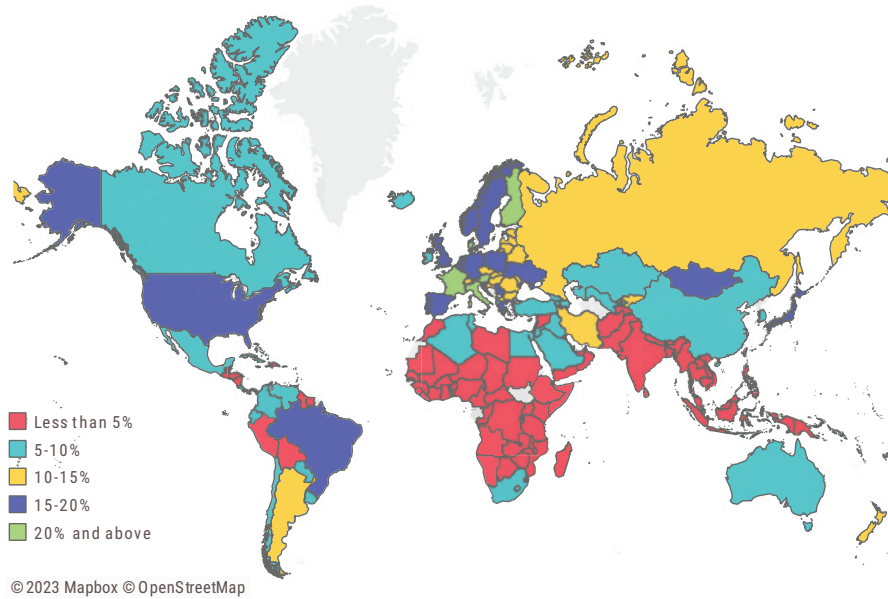 Less than 5%
5-10%
10-15%
15-20%
20% and above
© 2023 Mapbox © OpenStreetMap